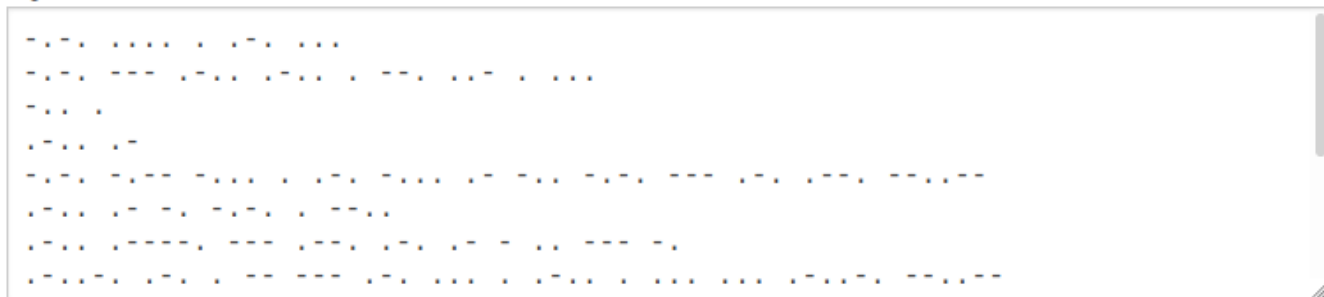 -.-. .... . .-. ...
-.-. --- .-.. .-.. . --. ..- . ...
-.. .
.-.. .-
-.-. -.-- -... . .-. -... .- -.. -.-. --- .-. .--. --..--
.-.. .- -. -.-. . --..
.-.. .----. --- .--. .-. .- - .. --- -.
.-..-. .-. . -- --- .-. ... . .-.. . ... ... .-..-. --..--